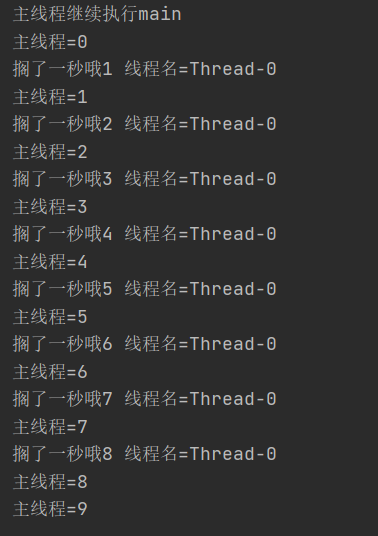 主线程继续执行main
主线程=0
搁了一秒哦1 线程名=Thread-0
主线程=1
搁了一秒哦2 线程名=Thread-0
主线程=2
搁了一秒哦3 线程名=Thread-0
主线程=3
搁了一秒哦4 线程名=Thread-0
主线程=4
搁了一秒哦5 线程名=Thread-0
主线程=5
搁了一秒哦6 线程名=Thread-0
主线程=6
搁了一秒哦7 线程名=Thread-0
主线程=7
搁了一秒哦8 线程名=Thread-0
主线程=8
主线程=9